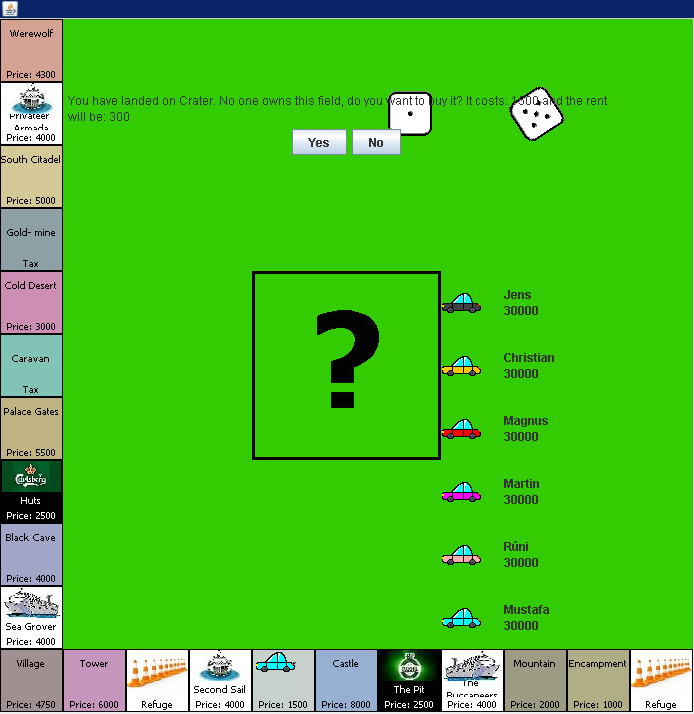 Werewolf
Price: 4300
Privateer
Armada
Price: 4000
South Citadel
Price: 5000
Gold- mine
Tax
Cold Desert
Price: 3000
Caravan
Tax
Palace Gates
Price: 5500
Carlsberg
Huts
Price: 2500
Black Cave
Price: 4000
Sea Grover
Price: 4000
You have landed on Crater. No one owns this field, do you want to buy it? It costs: 1500 and the rent
will be: 300
Yes
No
?
Jens
30000
Christian
30000
Magnus
30000
Martin
30000
Rúni
30000
Mustafa
30000
Village
Price: 4750
Tower
Price: 6000
Refuge
Second Sail
Price: 4000
Price: 1500
Castle
Price: 8000
The Pit
Price: 2500
The
Buccaneers
Price: 4000
Mountain
Price: 2000
Encampment
Price: 1000
Refuge